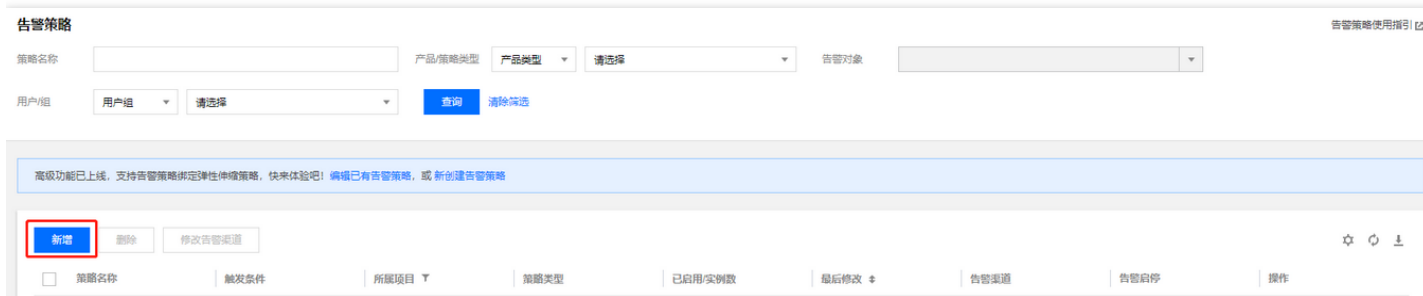 告警策略 告警策略使用指引
策略名称 产品/策略类型 产品类型 请选择 告警对象
用户/组 用户组 请选择 查询 清除筛选
高级功能已上线，支持告警策略绑定弹性伸缩策略，快来体验吧！编辑已有告警策略，或 新创建告警策略
新增 删除 修改告警渠道
策略名称 触发条件 所属项目 策略类型 已启用/实例数 最后修改 告警渠道 告警启停 操作